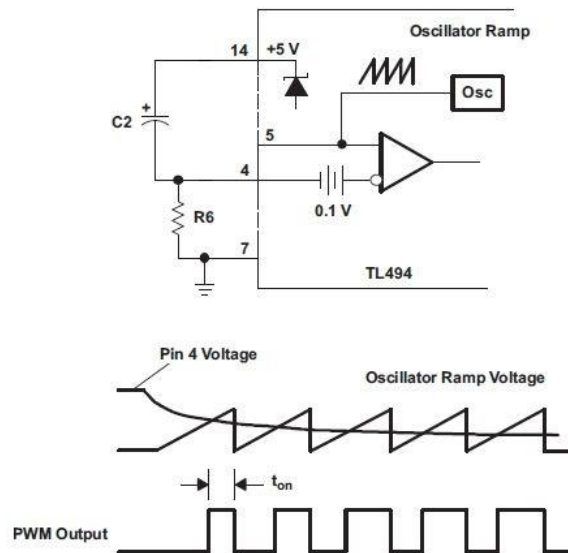 Oscillator Ramp
14
+5 V
Osc
C2
+
5
4
0.1 V
R6
7
TL494
Pin 4 Voltage
Oscillator Ramp Voltage
ton
PWM Output